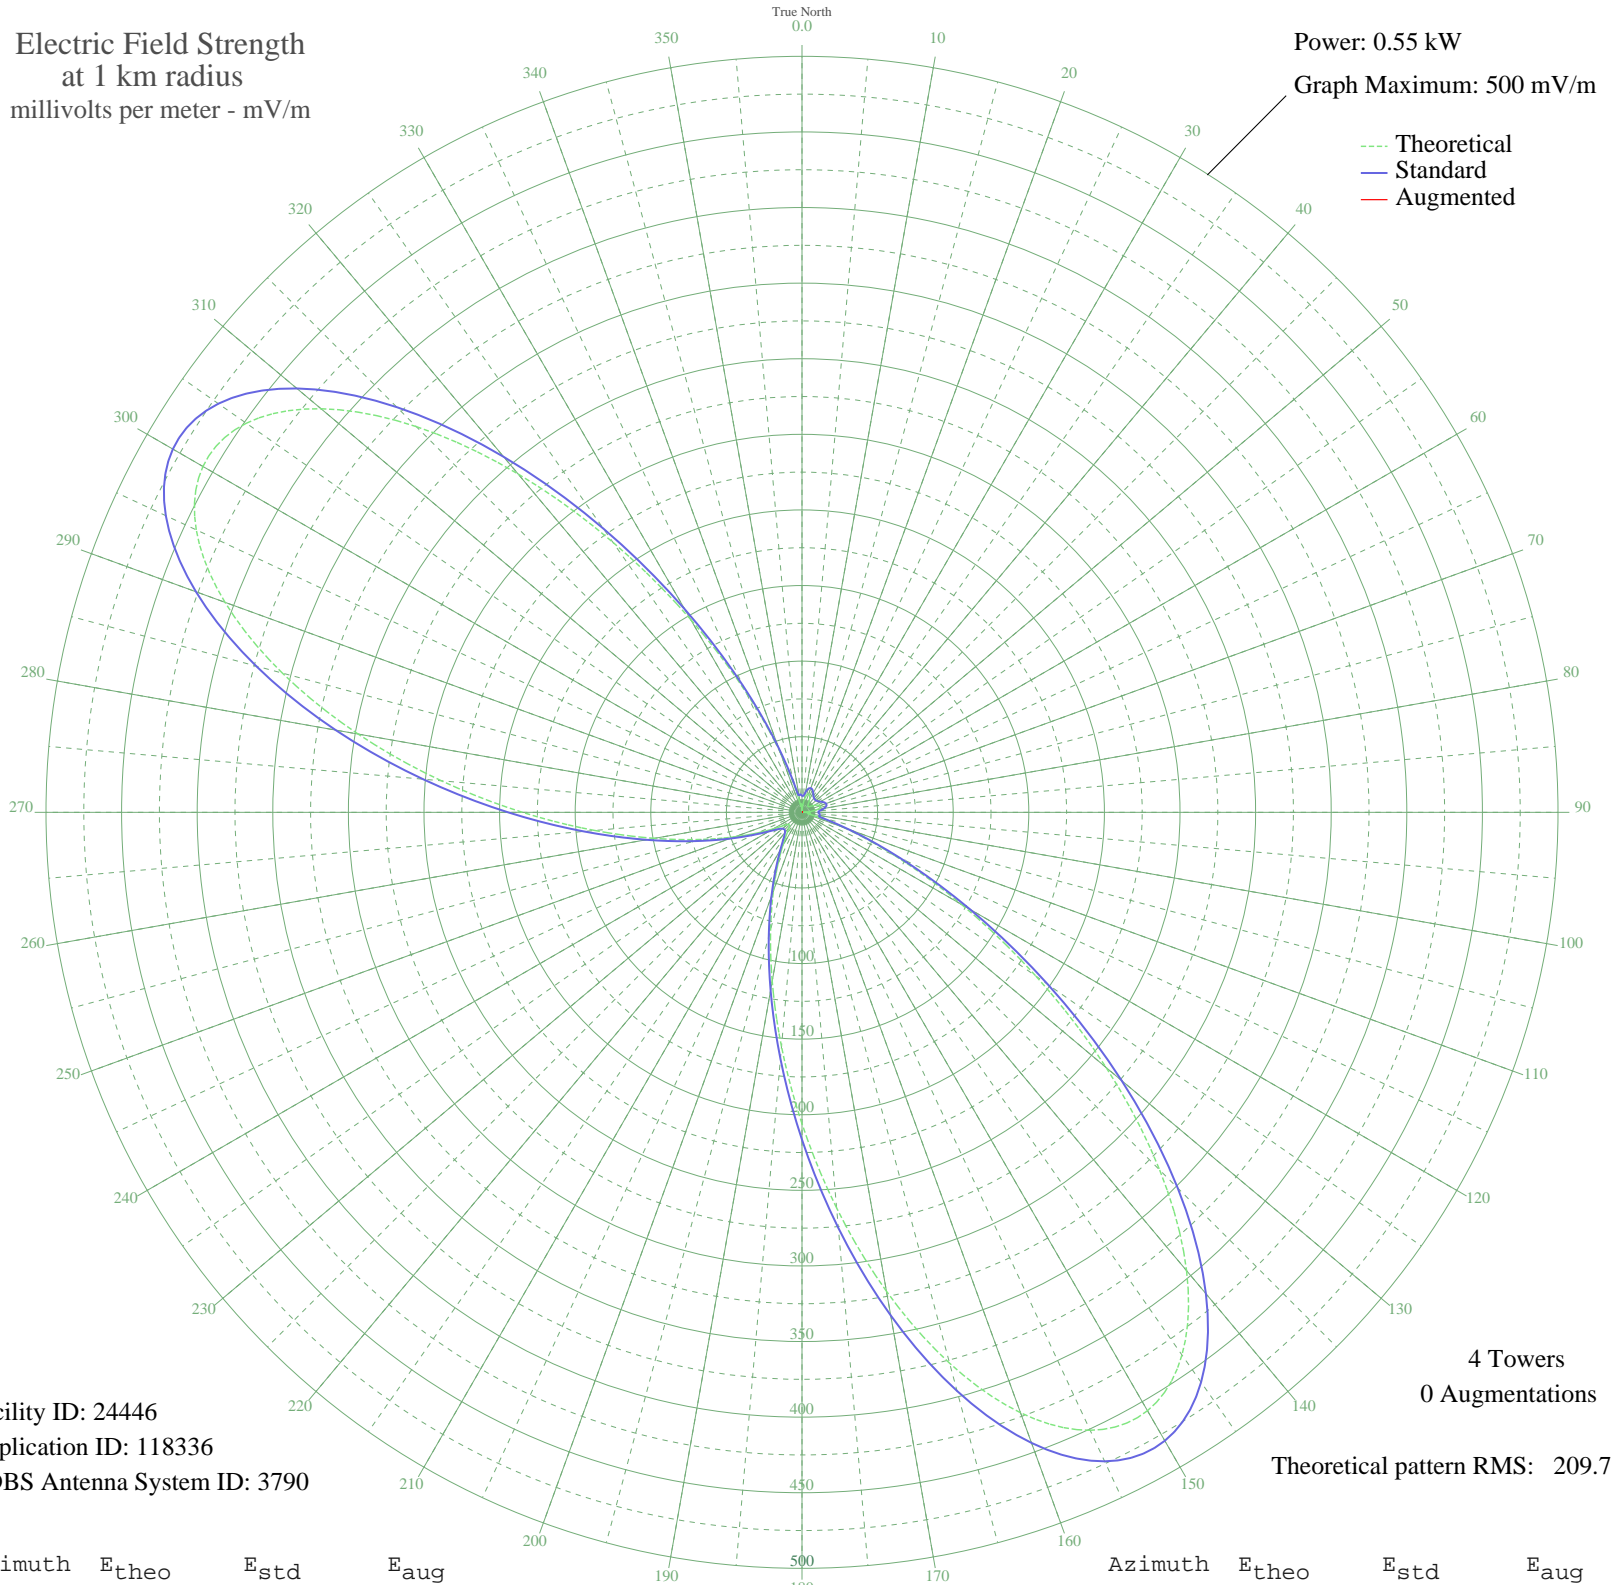 True North
0.0
Electric Field Strength
at 1 km radius
millivolts per meter - mV/m
Power: 0.55 kW
Graph Maximum: 500 mV/m
Theoretical
Standard
Augmented
10
20
30
40
50
60
70
80
90
100
110
120
130
140
150
160
170
190
200
210
220
230
240
250
260
270
280
290
300
310
320
330
340
350
100
150
200
250
300
350
400
450
500
4 Towers
0 Augmentations
Theoretical pattern RMS: 209.7
cility ID: 24446
plication ID: 118336
DBS Antenna System ID: 3790
imuth Etheo Estd Eaug
Azimuth Etheo Estd Eaug